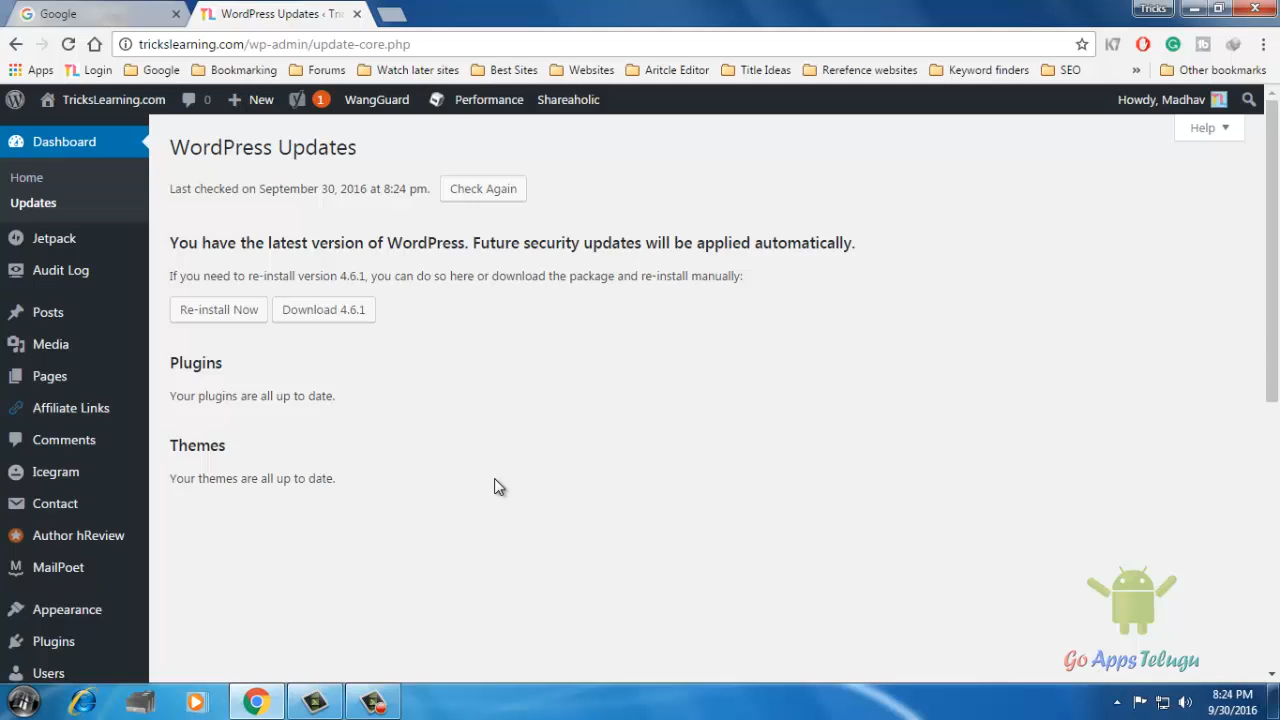 Google
WordPress Updates ‹ Tric
Tricks
trickslearning.com/wp-admin/update-core.php
Apps
Login
Google
Bookmarking
Forums
Watch later sites
Best Sites
Websites
Aritcle Editor
Title Ideas
Rerefence websites
Keyword finders
SEO
»
Other bookmarks
TricksLearning.com
0
New
1
WangGuard
Performance
Shareaholic
Howdy, Madhav
Help
Dashboard
Home
Updates
Jetpack
Audit Log
Posts
Media
Pages
Affiliate Links
Comments
Icegram
Contact
Author hReview
MailPoet
Appearance
Plugins
Users
WordPress Updates
Last checked on September 30, 2016 at 8:24 pm.
Check Again
You have the latest version of WordPress. Future security updates will be applied automatically.
If you need to re-install version 4.6.1, you can do so here or download the package and re-install manually:
Re-install Now
Download 4.6.1
Plugins
Your plugins are all up to date.
Themes
Your themes are all up to date.
Go Apps Telugu
8:24 PM
9/30/2016